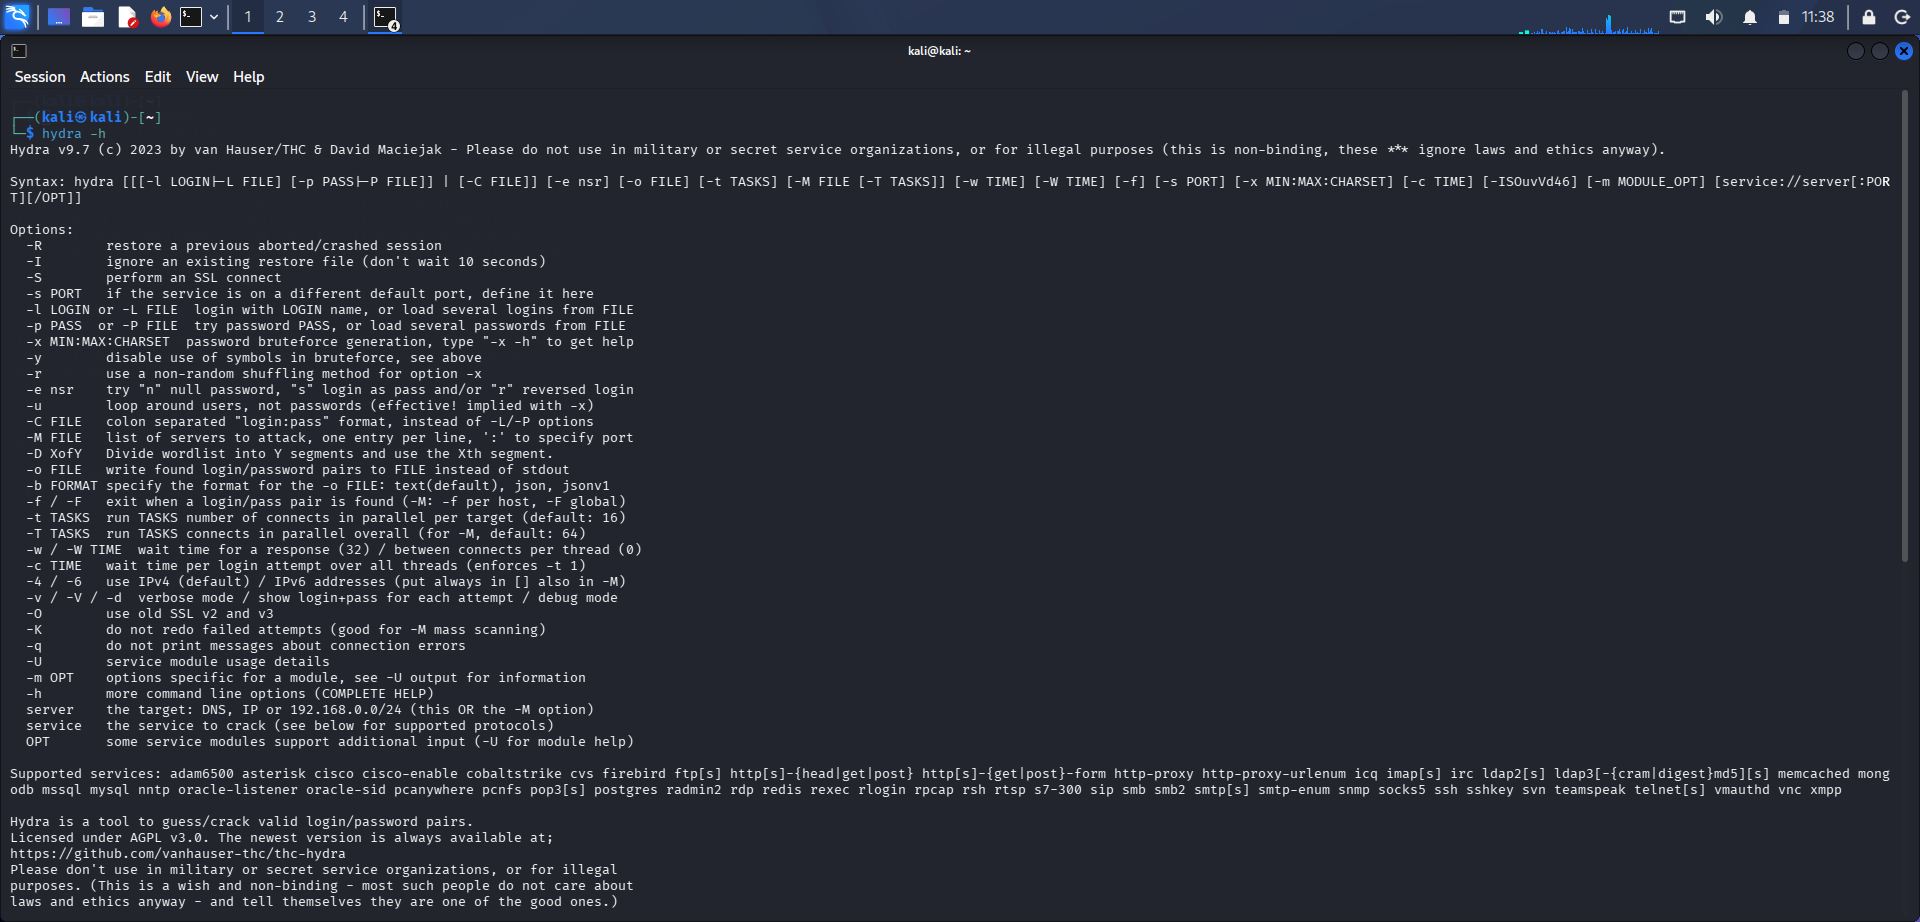 1 2 3 4 4 11:38
kali@kali: ~
Session Actions Edit View Help
(kali㉿kali)-[~]
$ hydra -h
Hydra v9.7 (c) 2023 by van Hauser/THC & David Maciejak - Please do not use in military or secret service organizations, or for illegal purposes (this is non-binding, these *** ignore laws and ethics anyway).
Syntax: hydra [[[-l LOGIN|-L FILE] [-p PASS|-P FILE]] | [-C FILE]] [-e nsr] [-o FILE] [-t TASKS] [-M FILE [-T TASKS]] [-w TIME] [-W TIME] [-f] [-s PORT] [-x MIN:MAX:CHARSET] [-c TIME] [-ISOuvVd46] [-m MODULE_OPT] [service://server[:POR
T][/OPT]]
Options:
-R restore a previous aborted/crashed session
-I ignore an existing restore file (don't wait 10 seconds)
-S perform an SSL connect
-s PORT if the service is on a different default port, define it here
-l LOGIN or -L FILE login with LOGIN name, or load several logins from FILE
-p PASS or -P FILE try password PASS, or load several passwords from FILE
-x MIN:MAX:CHARSET password bruteforce generation, type "-x -h" to get help
-y disable use of symbols in bruteforce, see above
-r use a non-random shuffling method for option -x
-e nsr try "n" null password, "s" login as pass and/or "r" reversed login
-u loop around users, not passwords (effective! implied with -x)
-C FILE colon separated "login:pass" format, instead of -L/-P options
-M FILE list of servers to attack, one entry per line, ':' to specify port
-D XofY Divide wordlist into Y segments and use the Xth segment.
-o FILE write found login/password pairs to FILE instead of stdout
-b FORMAT specify the format for the -o FILE: text(default), json, jsonv1
-f / -F exit when a login/pass pair is found (-M: -f per host, -F global)
-t TASKS run TASKS number of connects in parallel per target (default: 16)
-T TASKS run TASKS connects in parallel overall (for -M, default: 64)
-w / -W TIME wait time for a response (32) / between connects per thread (0)
-c TIME wait time per login attempt over all threads (enforces -t 1)
-4 / -6 use IPv4 (default) / IPv6 addresses (put always in [] also in -M)
-v / -V / -d verbose mode / show login+pass for each attempt / debug mode
-O use old SSL v2 and v3
-K do not redo failed attempts (good for -M mass scanning)
-q do not print messages about connection errors
-U service module usage details
-m OPT options specific for a module, see -U output for information
-h more command line options (COMPLETE HELP)
server the target: DNS, IP or 192.168.0.0/24 (this OR the -M option)
service the service to crack (see below for supported protocols)
OPT some service modules support additional input (-U for module help)
Supported services: adam6500 asterisk cisco cisco-enable cobaltstrike cvs firebird ftp[s] http[s]-{head|get|post} http[s]-{get|post}-form http-proxy http-proxy-urlenum icq imap[s] irc ldap2[s] ldap3[-{cram|digest}md5][s] memcached mong
odb mssql mysql nntp oracle-listener oracle-sid pcanywhere pcnfs pop3[s] postgres radmin2 rdp redis rexec rlogin rpcap rsh rtsp s7-300 sip smb smb2 smtp[s] smtp-enum snmp socks5 ssh sshkey svn teamspeak telnet[s] vmauthd vnc xmpp
Hydra is a tool to guess/crack valid login/password pairs.
Licensed under AGPL v3.0. The newest version is always available at;
https://github.com/vanhauser-thc/thc-hydra
Please don't use in military or secret service organizations, or for illegal
purposes. (This is a wish and non-binding - most such people do not care about
laws and ethics anyway - and tell themselves they are one of the good ones.)